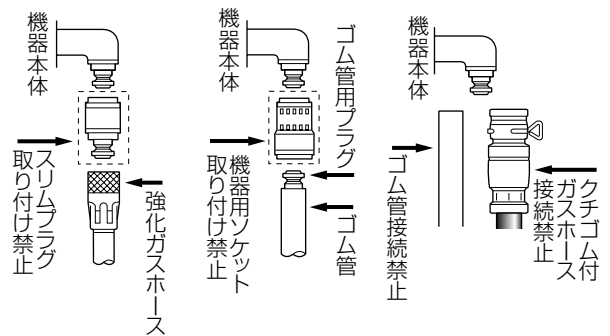 機器本体
スリムプラグ
取り付け禁止
強化ガスホース
機器本体
ゴム管用プラグ
機器用ソケット
取り付け禁止
ゴム管
機器本体
ゴム管接続禁止
クチゴム付
ガスホース
接続禁止